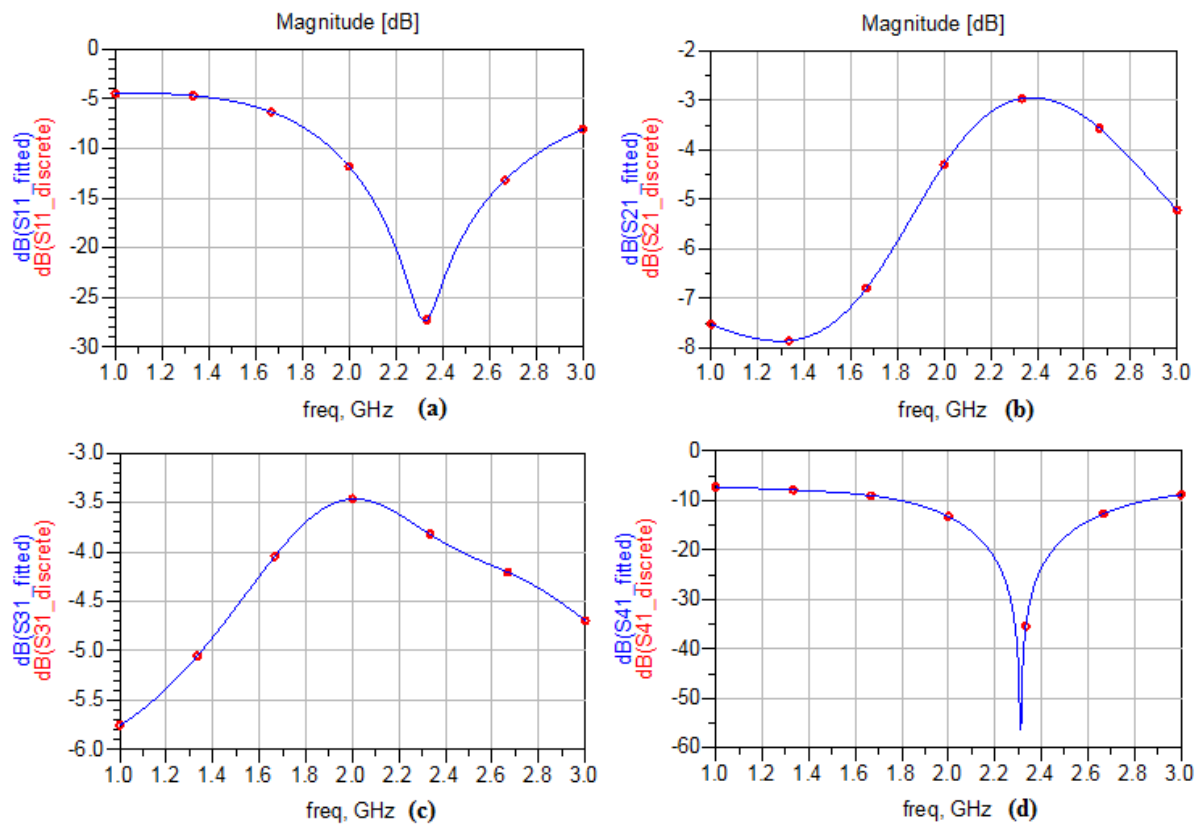 Magnitude [dB]
0
-5
-10
-15
-20
-25
-30
dB(S11_fitted)
dB(S11_discrete)
1.0 1.2 1.4 1.6 1.8 2.0 2.2 2.4 2.6 2.8 3.0
freq, GHz (a)
Magnitude [dB]
-2
-3
-4
-5
-6
-7
-8
dB(S21_fitted)
dB(S21_discrete)
1.0 1.2 1.4 1.6 1.8 2.0 2.2 2.4 2.6 2.8 3.0
freq, GHz (b)
-3.0
-3.5
-4.0
-4.5
-5.0
-5.5
-6.0
dB(S31_fitted)
dB(S31_discrete)
1.0 1.2 1.4 1.6 1.8 2.0 2.2 2.4 2.6 2.8 3.0
freq, GHz (c)
0
-10
-20
-30
-40
-50
-60
dB(S41_fitted)
dB(S41_discrete)
1.0 1.2 1.4 1.6 1.8 2.0 2.2 2.4 2.6 2.8 3.0
freq, GHz (d)